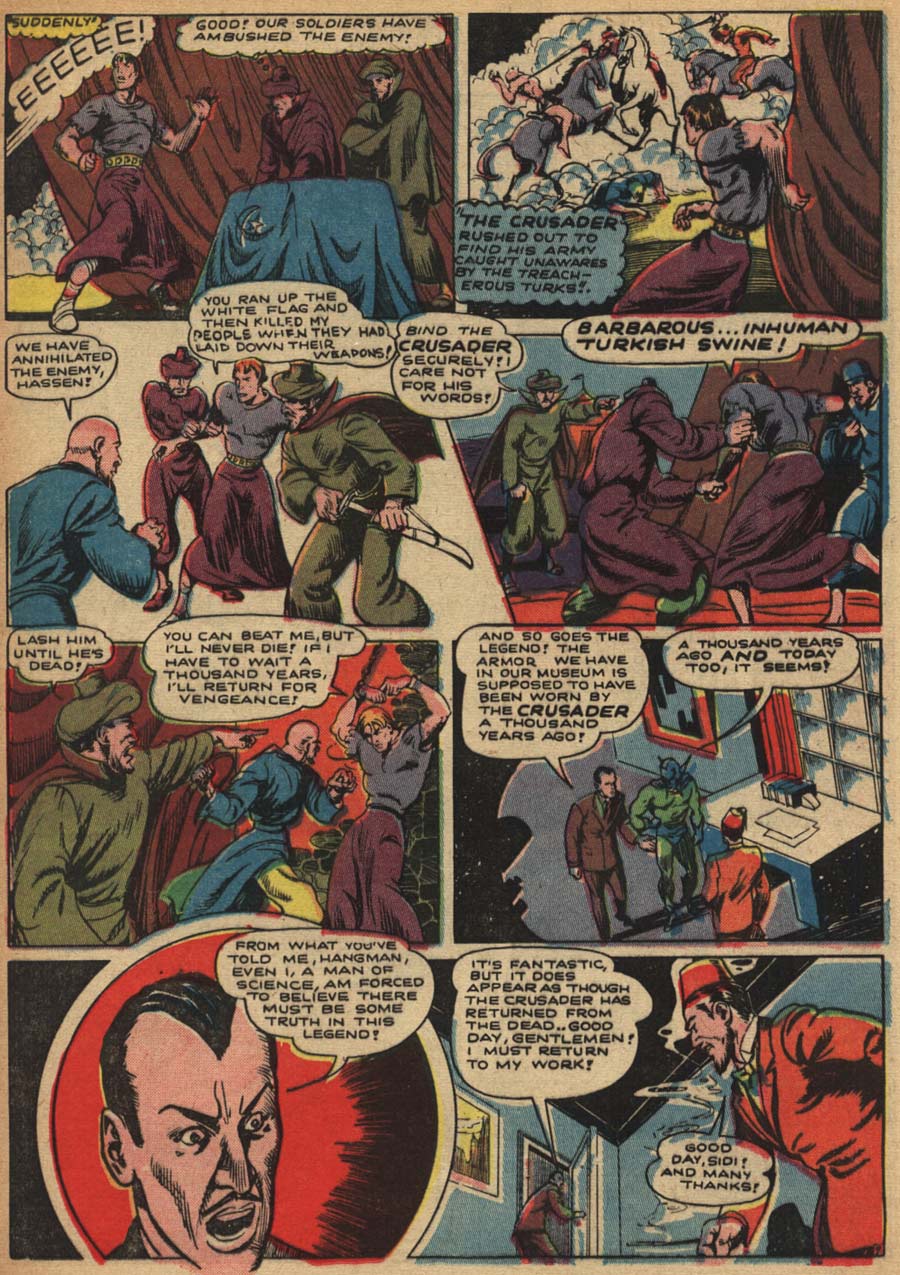 SUDDENLY"
EEEEEEE!
GOOD! OUR SOLDIERS HAVE
AMBUSHED THE ENEMY!
"THE CRUSADER
RUSHED OUT TO
FIND HIS ARMY
CAUGHT UNAWARES
BY THE TREACH-
EROUS TURKS!"
WE HAVE
ANNIHILATED
THE ENEMY,
HASSEN!
YOU RAN UP THE
WHITE FLAG AND
THEN KILLED MY
PEOPLE WHEN THEY HAD
LAID DOWN THEIR
WEAPONS!
BIND THE
CRUSADER
SECURELY! I
CARE NOT
FOR HIS
WORDS!
BARBAROUS... INHUMAN
TURKISH SWINE!
LASH HIM
UNTIL HE'S
DEAD!
YOU CAN BEAT ME, BUT
I'LL NEVER DIE! IF I
HAVE TO WAIT A
THOUSAND YEARS,
I'LL RETURN FOR
VENGEANCE!
AND SO GOES THE
LEGEND! THE
ARMOR WE HAVE
IN OUR MUSEUM IS
SUPPOSED TO HAVE
BEEN WORN BY
THE CRUSADER
A THOUSAND
YEARS AGO!
A THOUSAND YEARS
AGO AND TODAY
TOO, IT SEEMS!
FROM WHAT YOU'VE
TOLD ME, HANGMAN,
EVEN I, A MAN OF
SCIENCE, AM FORCED
TO BELIEVE THERE
MUST BE SOME
TRUTH IN THIS
LEGEND!
IT'S FANTASTIC,
BUT IT DOES
APPEAR AS THOUGH
THE CRUSADER HAS
RETURNED FROM
THE DEAD.. GOOD
DAY, GENTLEMEN!
I MUST RETURN
TO MY WORK!
GOOD
DAY, SIDI!
AND MANY
THANKS!